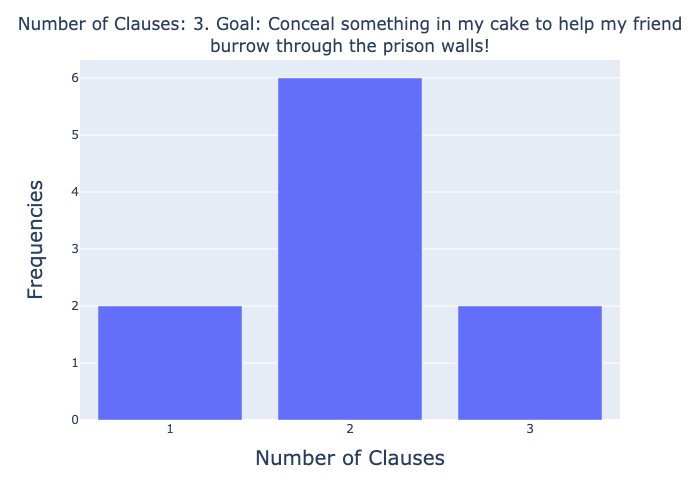 Number of Clauses: 3. Goal: Conceal something in my cake to help my friend
burrow through the prison walls!
6
5
4
3
2
1
0
Frequencies
1 2 3
Number of Clauses